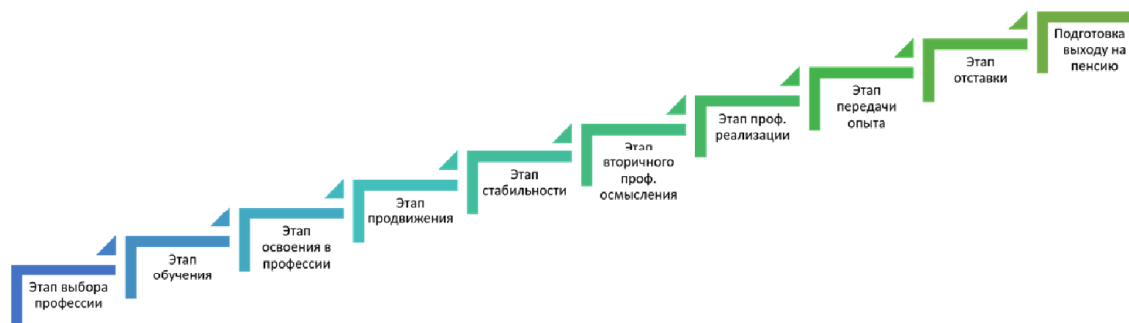 Этап выбора
профессии
Этап
обучения
Этап
освоения в
профессии
Этап
продвижения
Этап
стабильности
Этап
вторичного
проф.
осмысления
Этап проф.
реализации
Этап
передачи
опыта
Этап
отставки
Подготовка
выходу на
пенсию